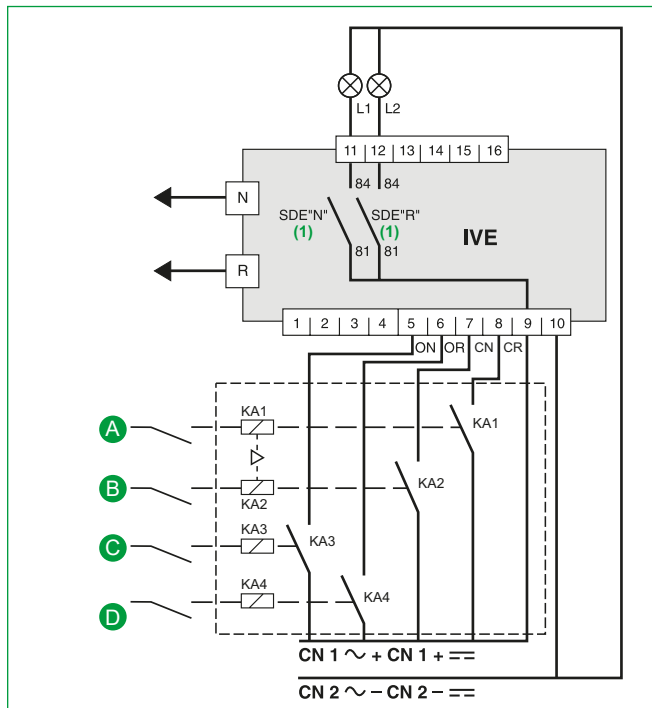 L1 L2
11 12 13 14 15 16
84 84
N
SDE"N" SDE"R"
(1) (1)
IVE
81 81
R
1 2 3 4 5 6 7 8 9 10
ON OR CN CR
A
KA1
KA1
B
KA2
KA2
C
KA3
KA3
D
KA4
KA4
CN 1 ∼ + CN 1 + ⎓
CN 2 ∼ – CN 2 – ⎓